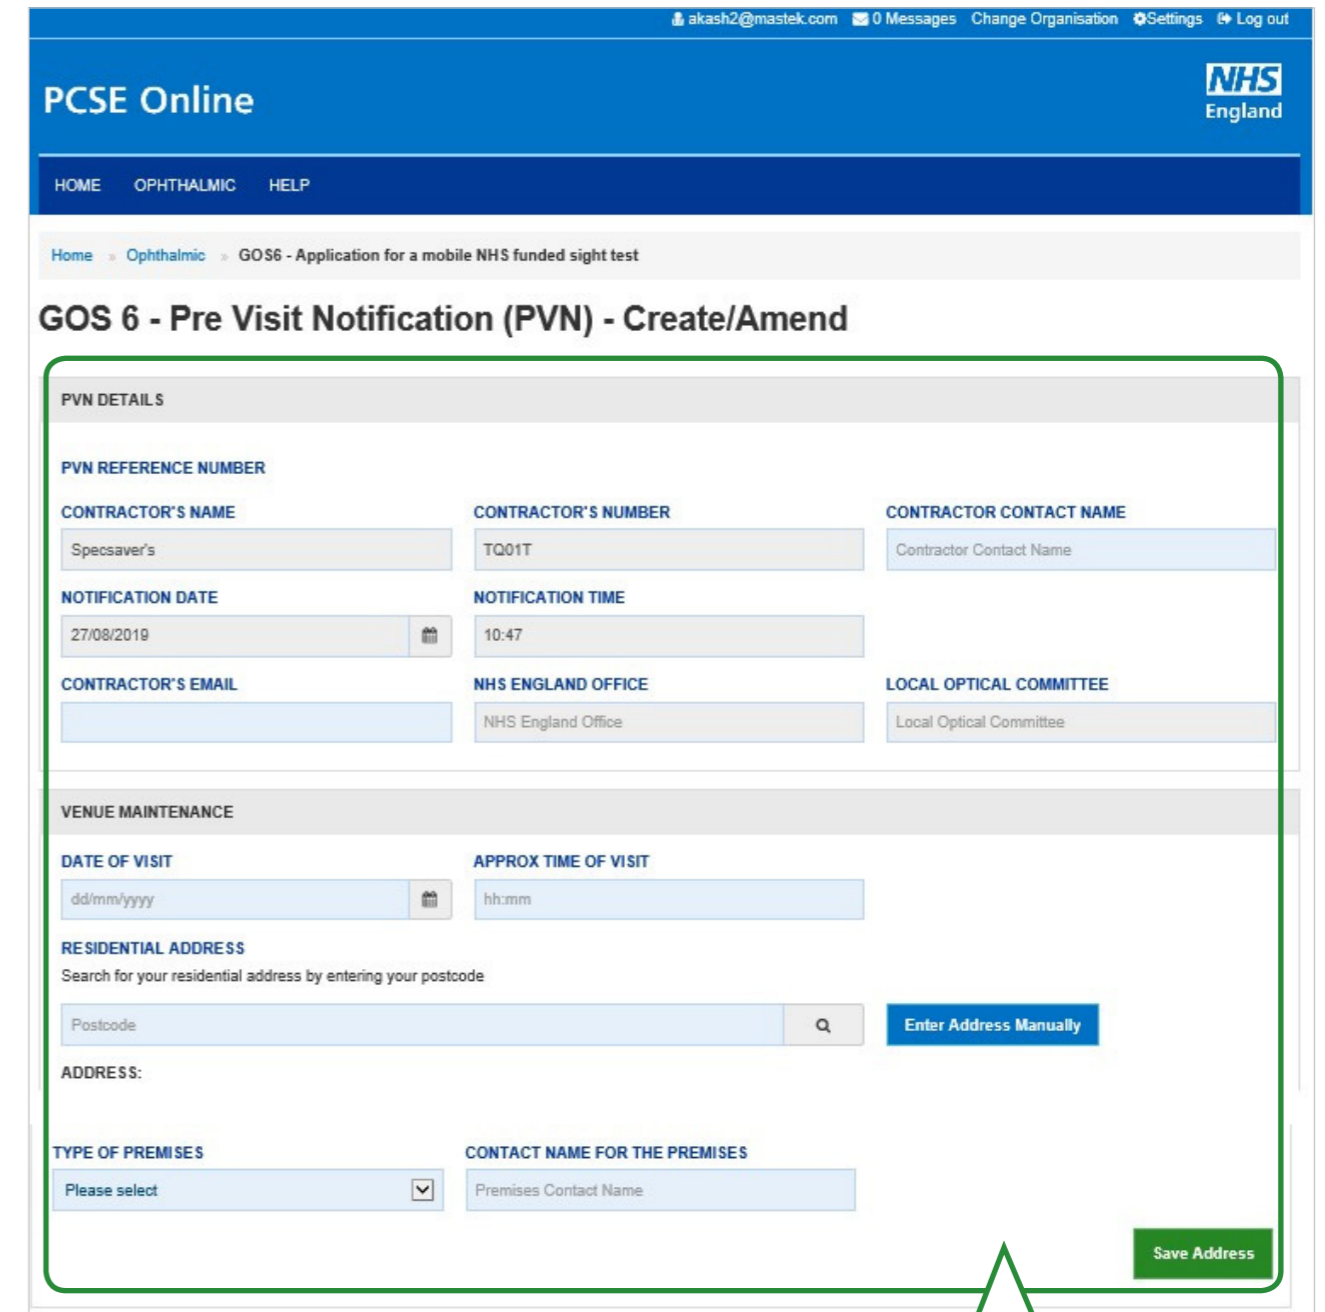 akash2@mastek.com 0 Messages Change Organisation Settings Log out
PCSE Online
NHS
England
HOME OPHTHALMIC HELP
Home » Ophthalmic » GOS6 - Application for a mobile NHS funded sight test
GOS 6 - Pre Visit Notification (PVN) - Create/Amend
PVN DETAILS
PVN REFERENCE NUMBER
CONTRACTOR'S NAME CONTRACTOR'S NUMBER CONTRACTOR CONTACT NAME
Specsaver's TQ01T Contractor Contact Name
NOTIFICATION DATE NOTIFICATION TIME
27/08/2019 10:47
CONTRACTOR'S EMAIL NHS ENGLAND OFFICE LOCAL OPTICAL COMMITTEE
NHS England Office Local Optical Committee
VENUE MAINTENANCE
DATE OF VISIT APPROX TIME OF VISIT
dd/mm/yyyy hh:mm
RESIDENTIAL ADDRESS
Search for your residential address by entering your postcode
Postcode Enter Address Manually
ADDRESS:
TYPE OF PREMISES CONTACT NAME FOR THE PREMISES
Please select Premises Contact Name
Save Address